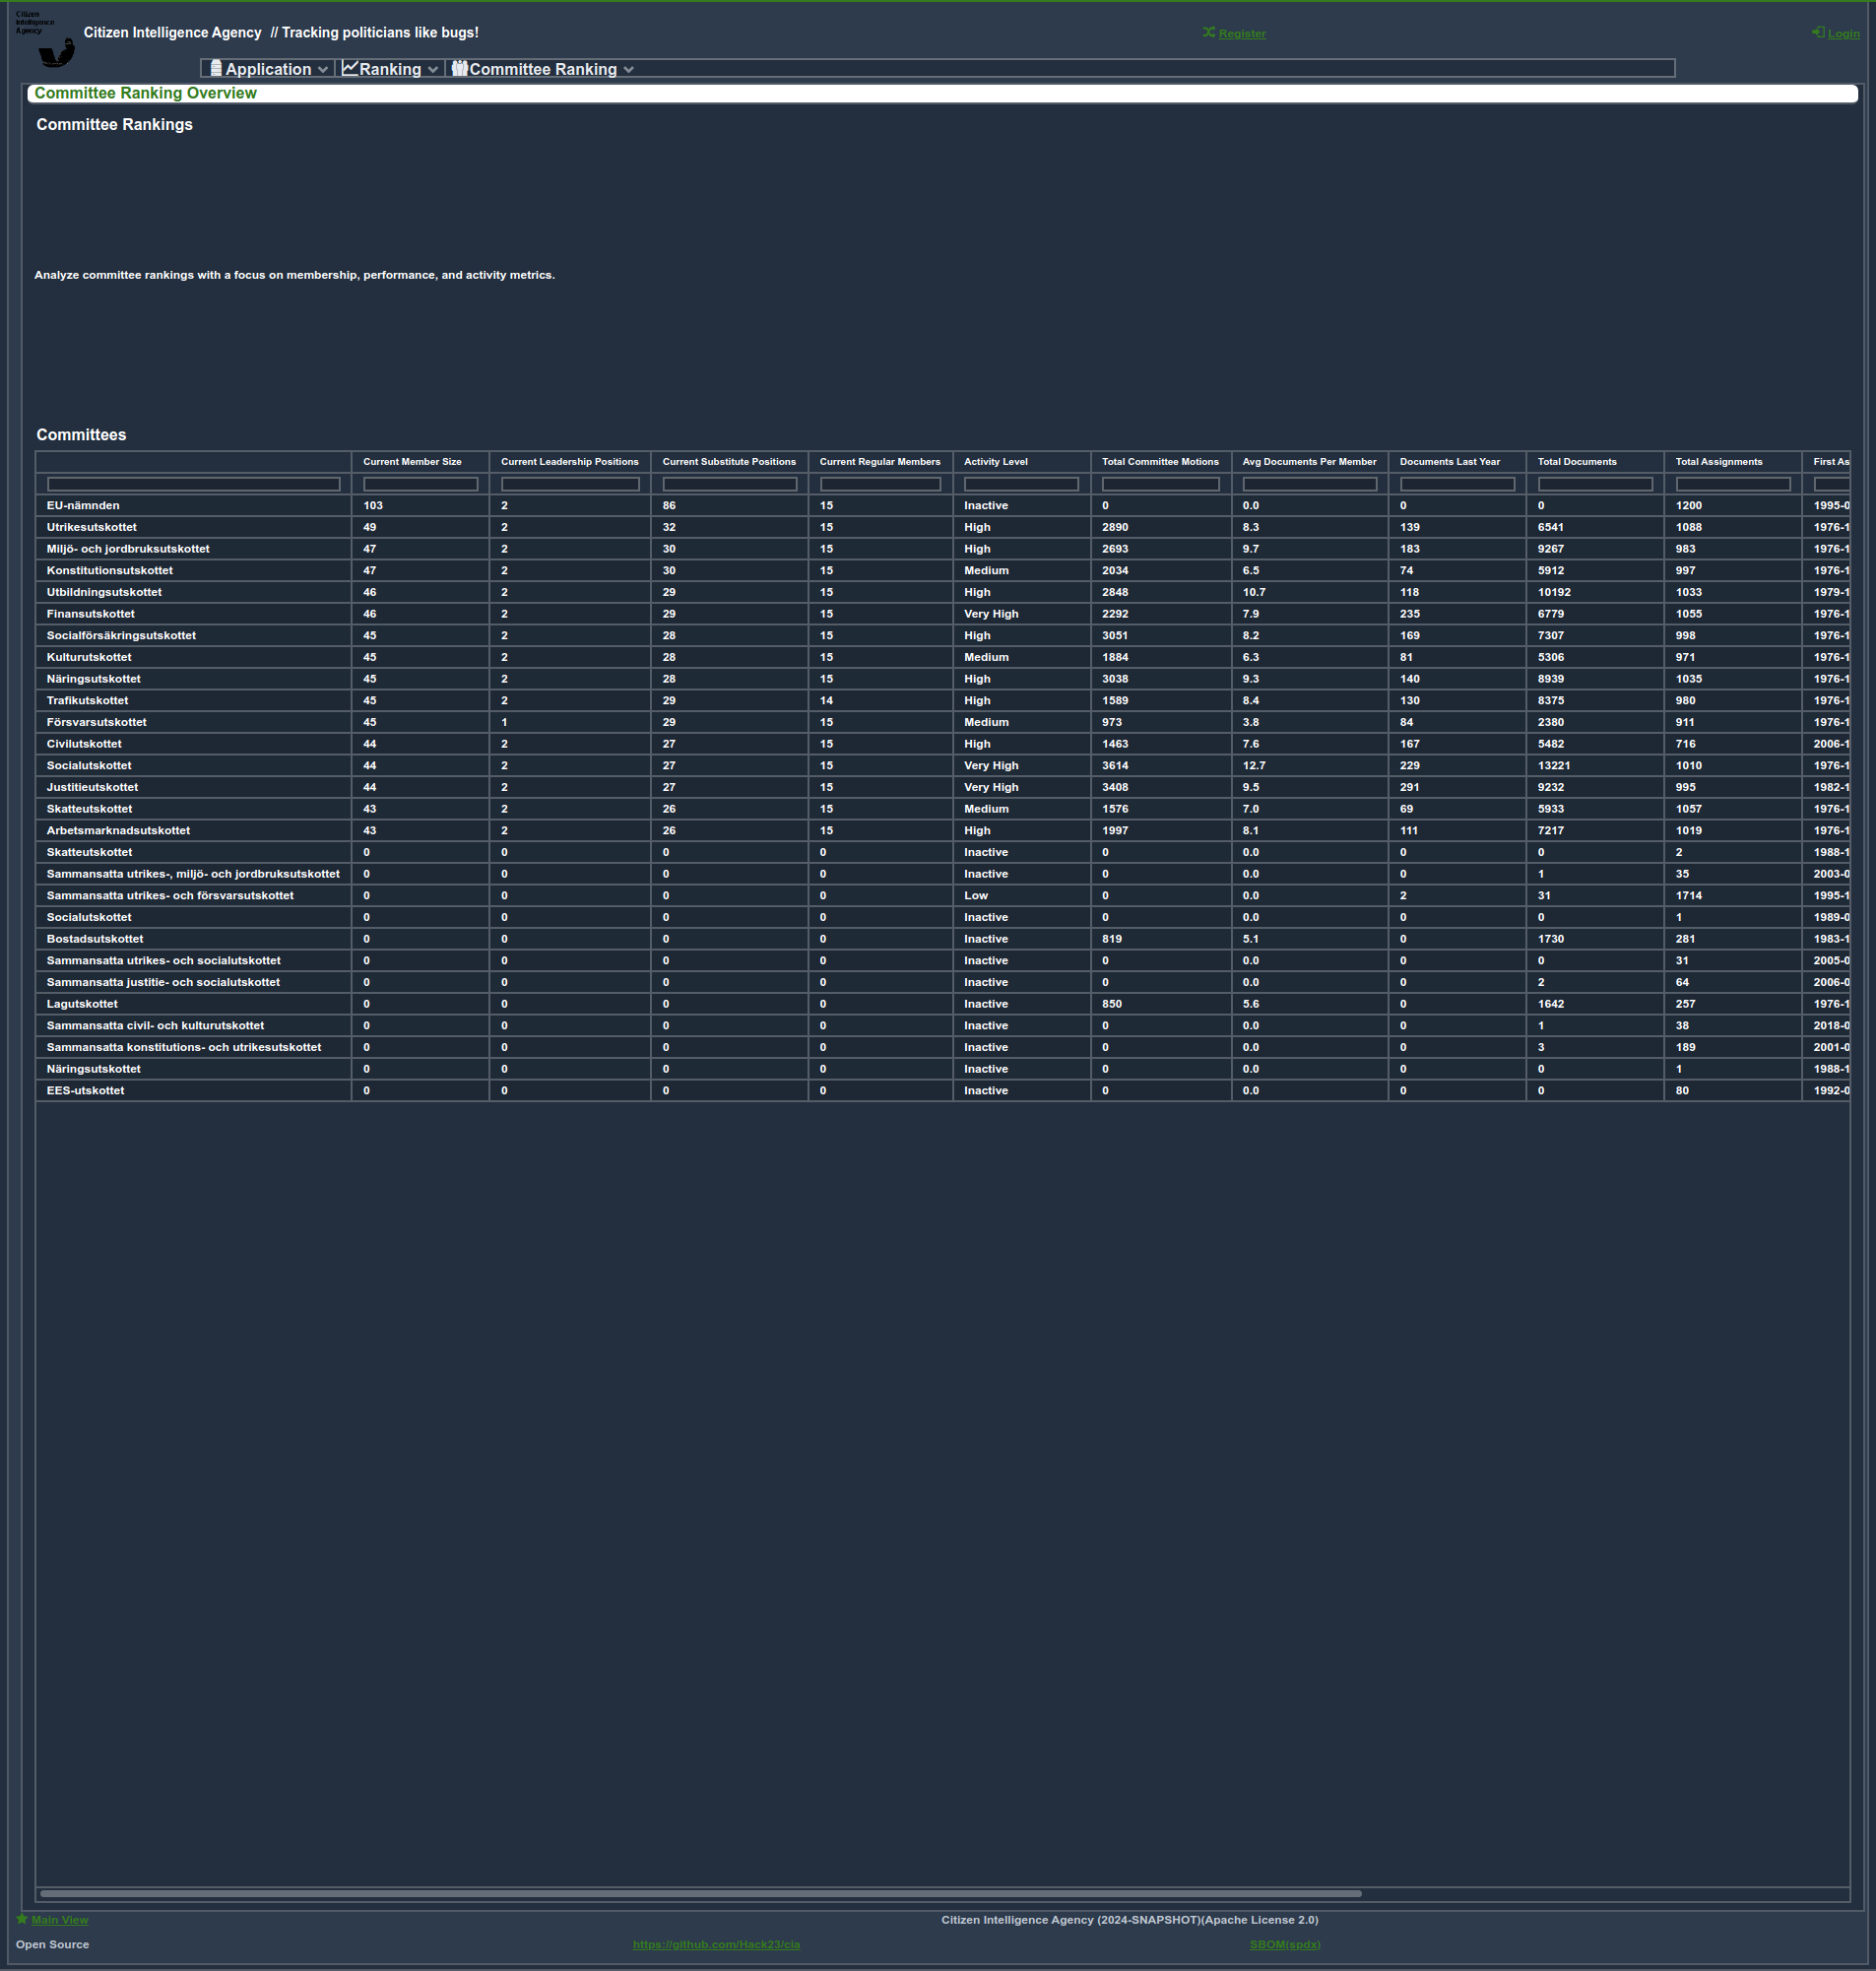 Citizen
Intelligence
Agency
Citizen Intelligence Agency // Tracking politicians like bugs!
Register
Login
Application Ranking Committee Ranking
Committee Ranking Overview
Committee Rankings
Analyze committee rankings with a focus on membership, performance, and activity metrics.
Committees
Current Member Size Current Leadership Positions Current Substitute Positions Current Regular Members Activity Level Total Committee Motions Avg Documents Per Member Documents Last Year Total Documents Total Assignments First As
EU-nämnden 103 2 86 15 Inactive 0 0.0 0 0 1200 1995-0
Utrikesutskottet 49 2 32 15 High 2890 8.3 139 6541 1088 1976-1
Miljö- och jordbruksutskottet 47 2 30 15 High 2693 9.7 183 9267 983 1976-1
Konstitutionsutskottet 47 2 30 15 Medium 2034 6.5 74 5912 997 1976-1
Utbildningsutskottet 46 2 29 15 High 2848 10.7 118 10192 1033 1979-1
Finansutskottet 46 2 29 15 Very High 2292 7.9 235 6779 1055 1976-1
Socialförsäkringsutskottet 45 2 28 15 High 3051 8.2 169 7307 998 1976-1
Kulturutskottet 45 2 28 15 Medium 1884 6.3 81 5306 971 1976-1
Näringsutskottet 45 2 28 15 High 3038 9.3 140 8939 1035 1976-1
Trafikutskottet 45 2 29 14 High 1589 8.4 130 8375 980 1976-1
Försvarsutskottet 45 1 29 15 Medium 973 3.8 84 2380 911 1976-1
Civilutskottet 44 2 27 15 High 1463 7.6 167 5482 716 2006-1
Socialutskottet 44 2 27 15 Very High 3614 12.7 229 13221 1010 1976-1
Justitieutskottet 44 2 27 15 Very High 3408 9.5 291 9232 995 1982-1
Skatteutskottet 43 2 26 15 Medium 1576 7.0 69 5933 1057 1976-1
Arbetsmarknadsutskottet 43 2 26 15 High 1997 8.1 111 7217 1019 1976-1
Skatteutskottet 0 0 0 0 Inactive 0 0.0 0 0 2 1988-1
Sammansatta utrikes-, miljö- och jordbruksutskottet 0 0 0 0 Inactive 0 0.0 0 1 35 2003-0
Sammansatta utrikes- och försvarsutskottet 0 0 0 0 Low 0 0.0 2 31 1714 1995-1
Socialutskottet 0 0 0 0 Inactive 0 0.0 0 0 1 1989-0
Bostadsutskottet 0 0 0 0 Inactive 819 5.1 0 1730 281 1983-1
Sammansatta utrikes- och socialutskottet 0 0 0 0 Inactive 0 0.0 0 0 31 2005-0
Sammansatta justitie- och socialutskottet 0 0 0 0 Inactive 0 0.0 0 2 64 2006-0
Lagutskottet 0 0 0 0 Inactive 850 5.6 0 1642 257 1976-1
Sammansatta civil- och kulturutskottet 0 0 0 0 Inactive 0 0.0 0 1 38 2018-0
Sammansatta konstitutions- och utrikesutskottet 0 0 0 0 Inactive 0 0.0 0 3 189 2001-0
Näringsutskottet 0 0 0 0 Inactive 0 0.0 0 0 1 1988-1
EES-utskottet 0 0 0 0 Inactive 0 0.0 0 0 80 1992-0
Main View
Citizen Intelligence Agency (2024-SNAPSHOT)(Apache License 2.0)
Open Source
https://github.com/Hack23/cia
SBOM(spdx)